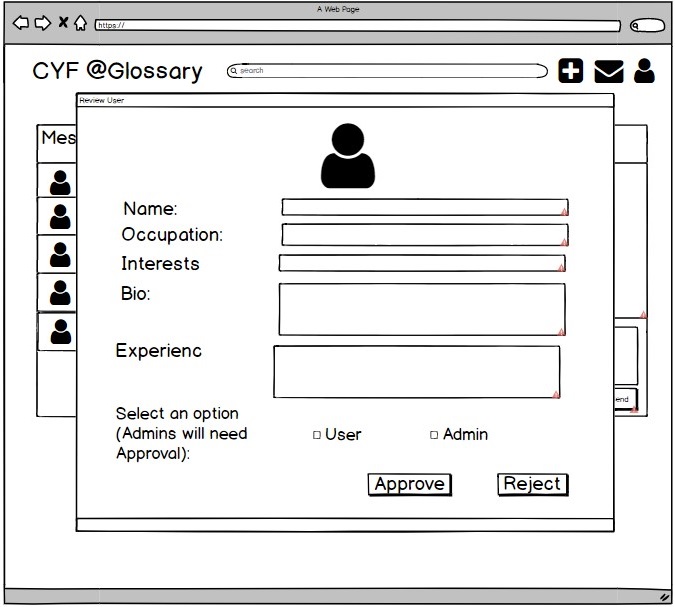 A Web Page
https://
CYF @Glossary
search
Review User
Mes
Name:
Occupation:
Interests
Bio:
Experienc
Select an option
(Admins will need
Approval):
User
Admin
end
Approve
Reject